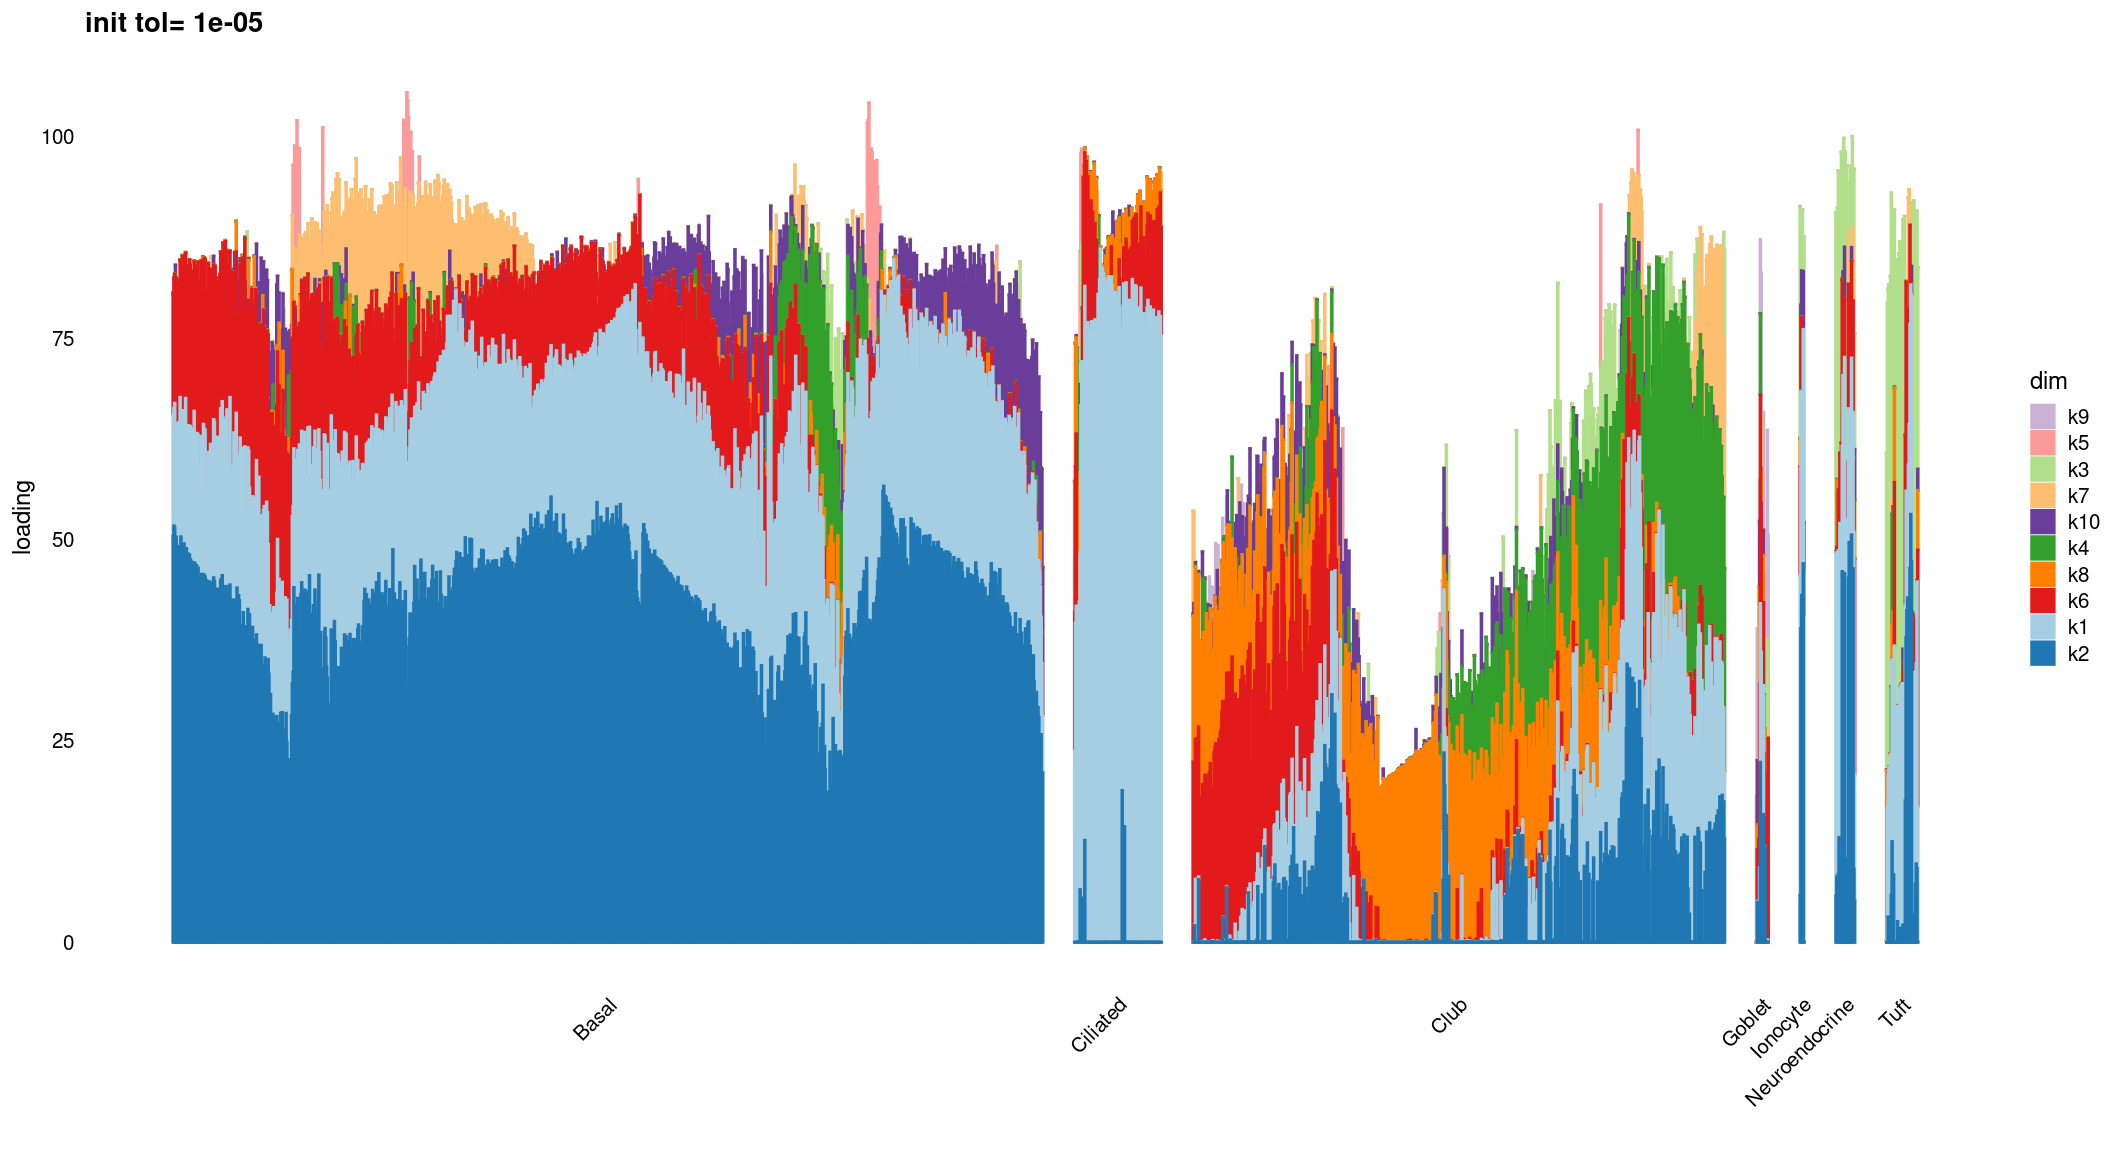 init tol= 1e-05
100
75
50
25
0
loading
Basal
Ciliated
Club
Goblet
Ionocyte
Neuroendocrine
Tuft
dim
k9
k5
k3
k7
k10
k4
k8
k6
k1
k2